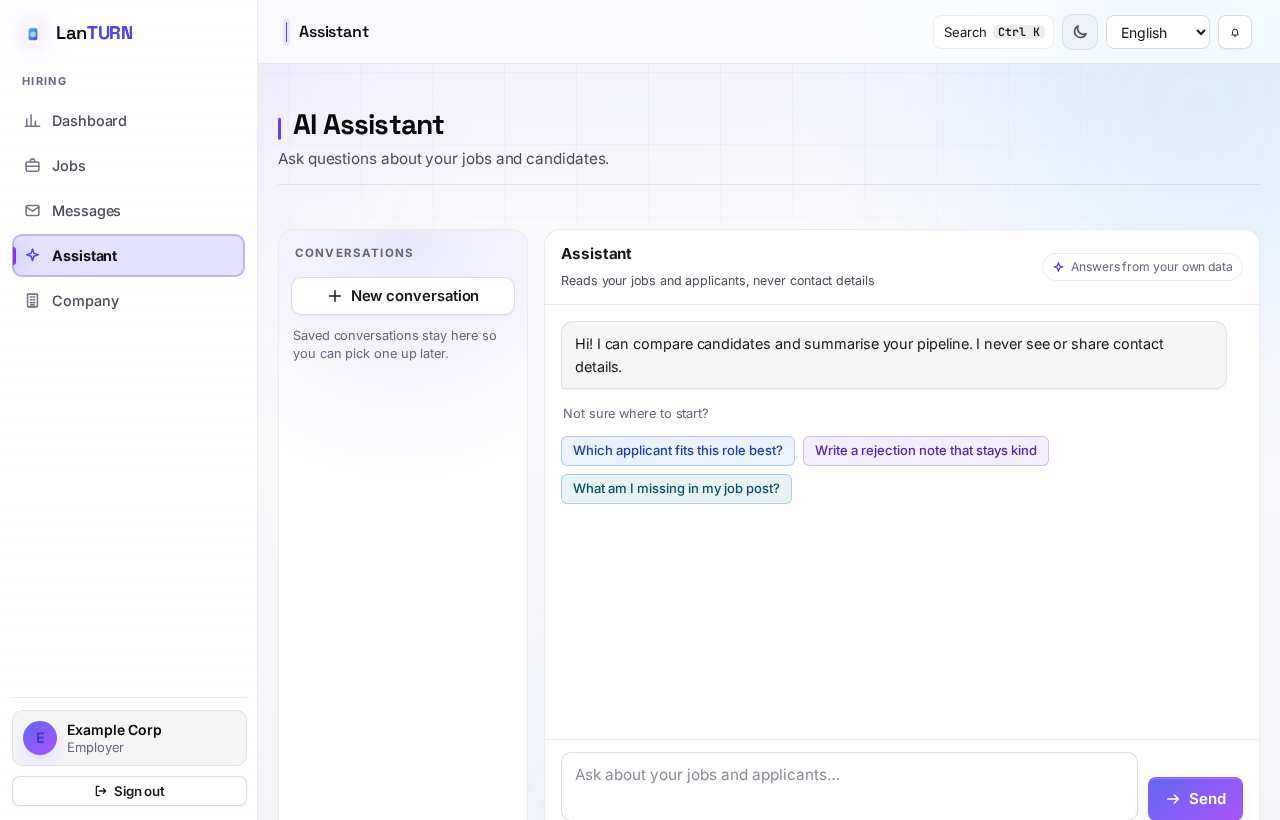 LanTURN
HIRING
Dashboard
Jobs
Messages
Assistant
Company
Example Corp
E
Employer
Sign out
Assistant
Search Ctrl K
English
AI Assistant
Ask questions about your jobs and candidates.
CONVERSATIONS
New conversation
Saved conversations stay here so
you can pick one up later.
Assistant
Reads your jobs and applicants, never contact details
Answers from your own data
Hi! I can compare candidates and summarise your pipeline. I never see or share contact
details.
Not sure where to start?
Which applicant fits this role best?
Write a rejection note that stays kind
What am I missing in my job post?
Ask about your jobs and applicants...
Send